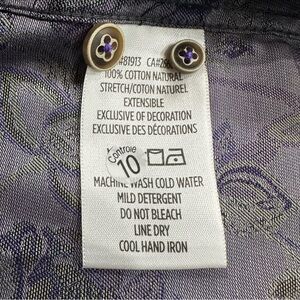 #81913 CA#
100% COTTON NATURAL
STRETCH/COTON NATUREL
EXTENSIBLE
EXCLUSIVE OF DECORATION
EXCLUSIVE DES DÉCORATIONS
Controle
10
MACHINE WASH COLD WATER
MILD DETERGENT
DO NOT BLEACH
LINE DRY
COOL HAND IRON